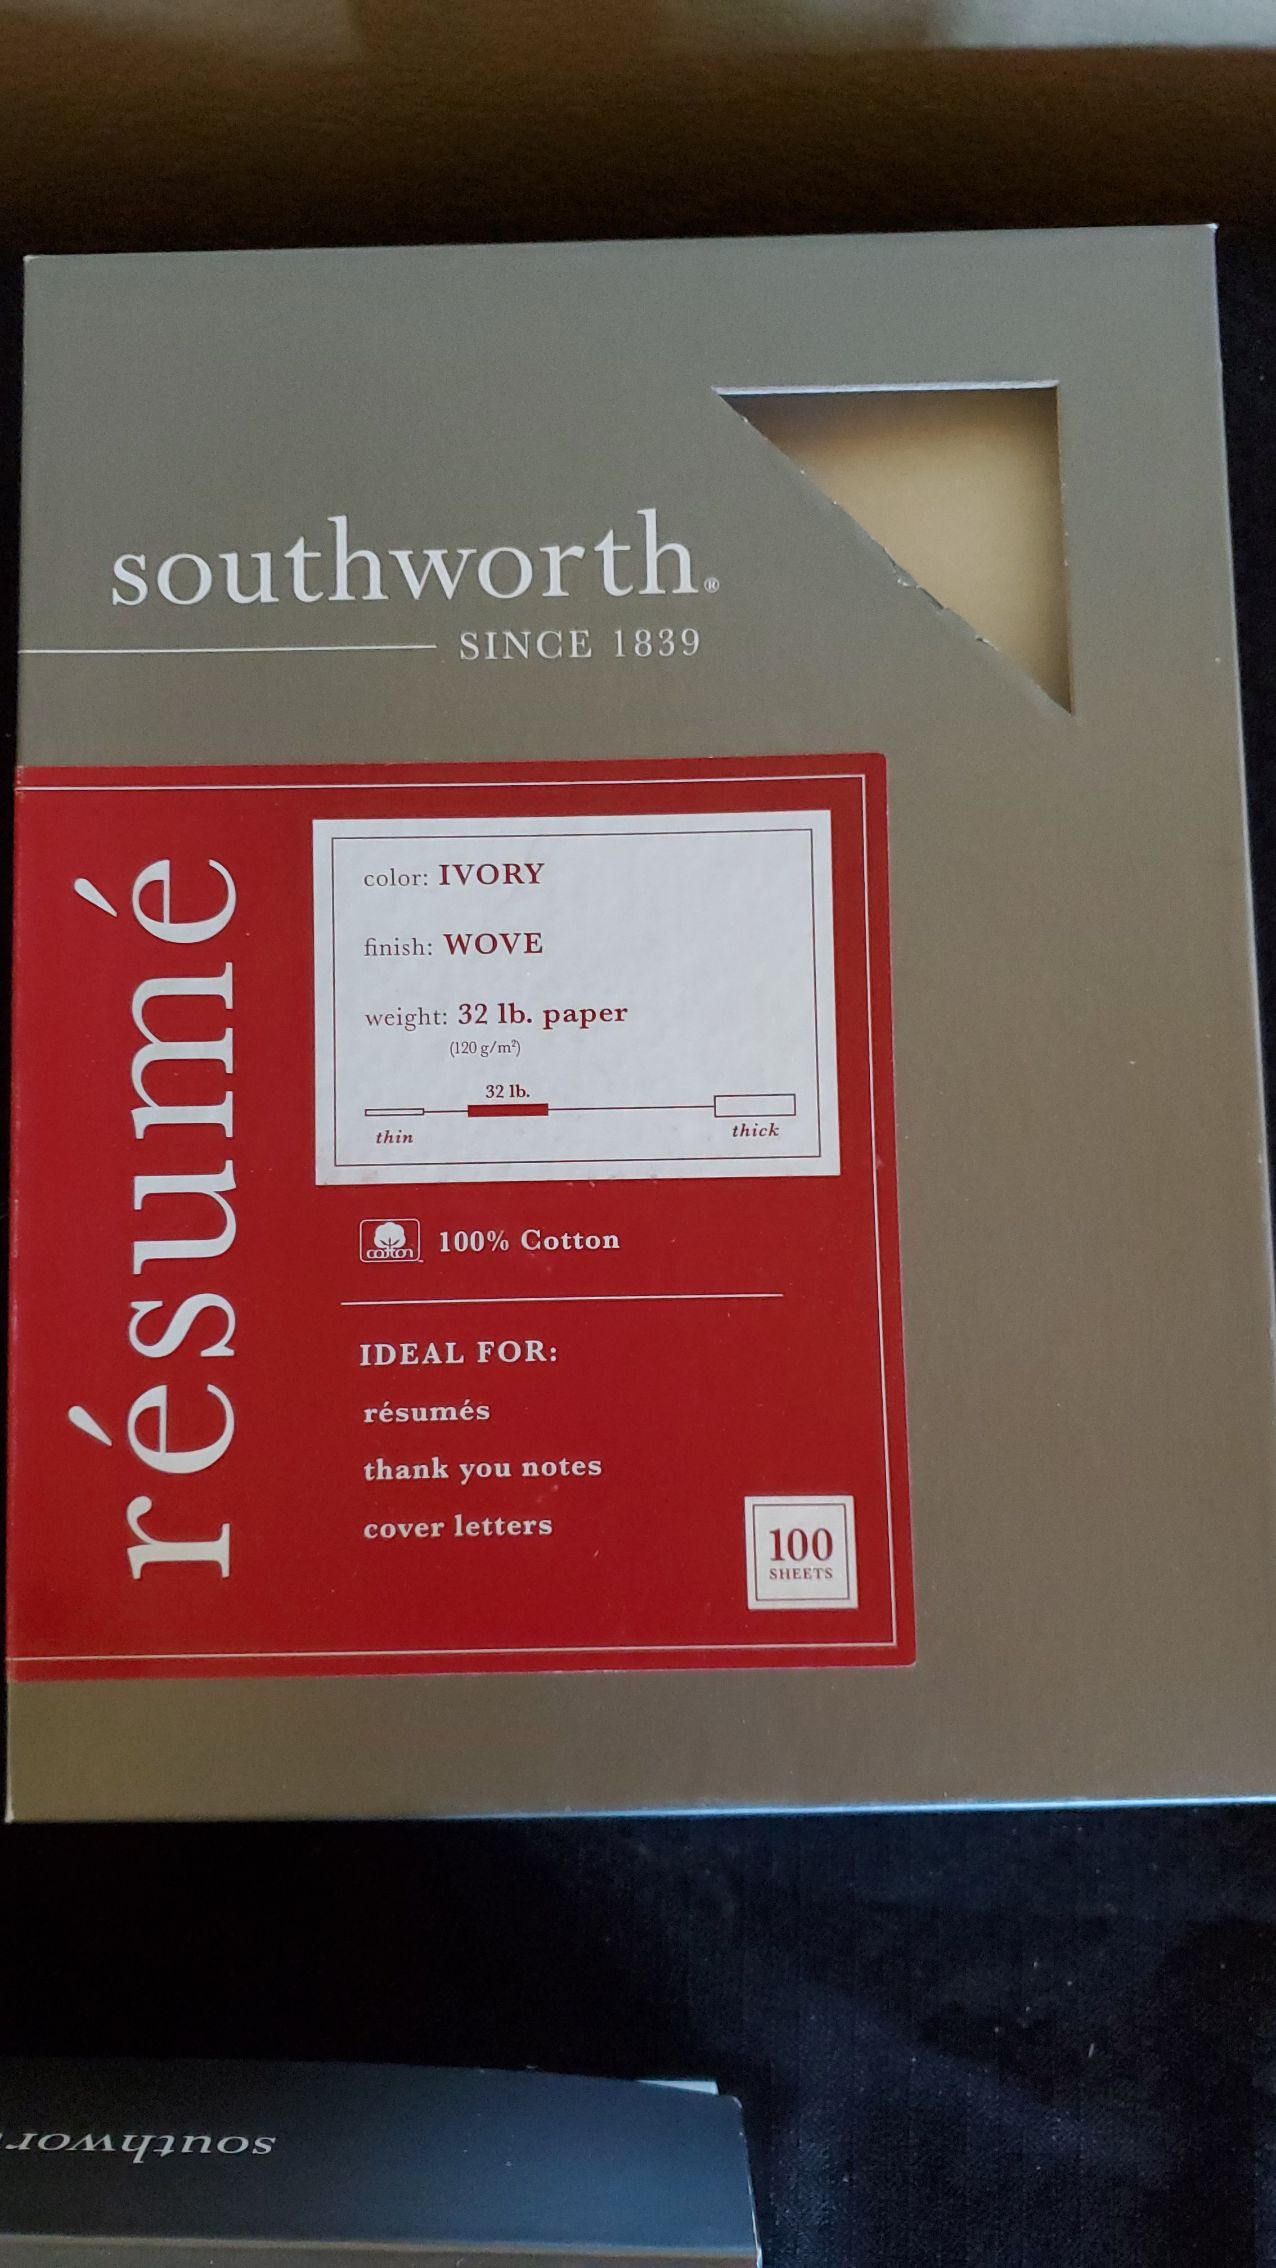 southworth®
SINCE 1839
résumé
color: IVORY
finish: WOVE
weight: 32 lb. paper
(120 g/m²)
32 lb.
thin
thick
cotton™
100% Cotton
IDEAL FOR:
résumés
thank you notes
cover letters
100
SHEETS
southwor